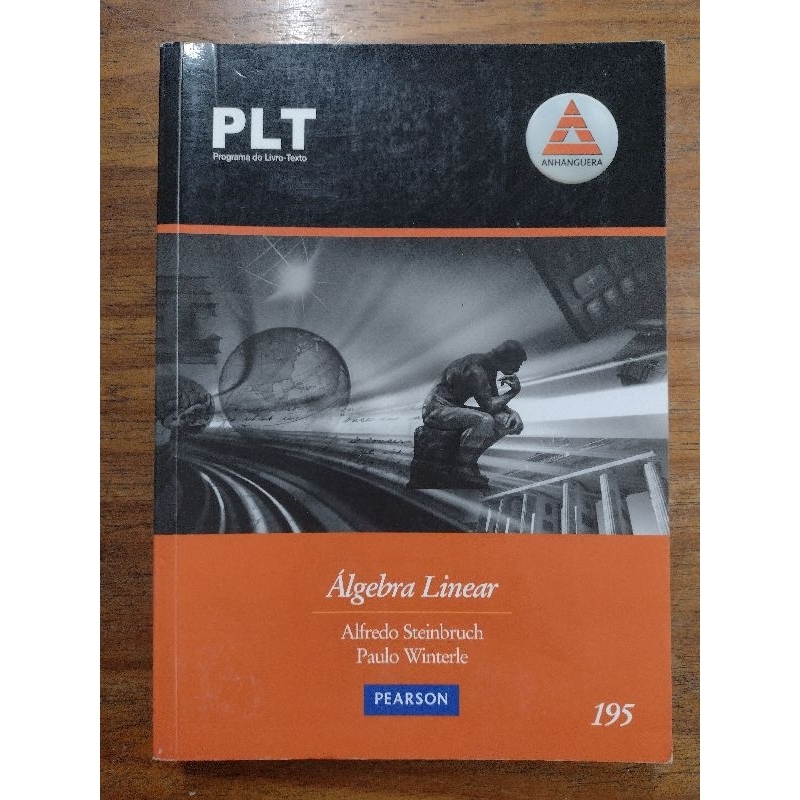 PLT
Programa do Livro-Texto
ANHANGUERA
Álgebra Linear
Alfredo Steinbruch
Paulo Winterle
PEARSON
195